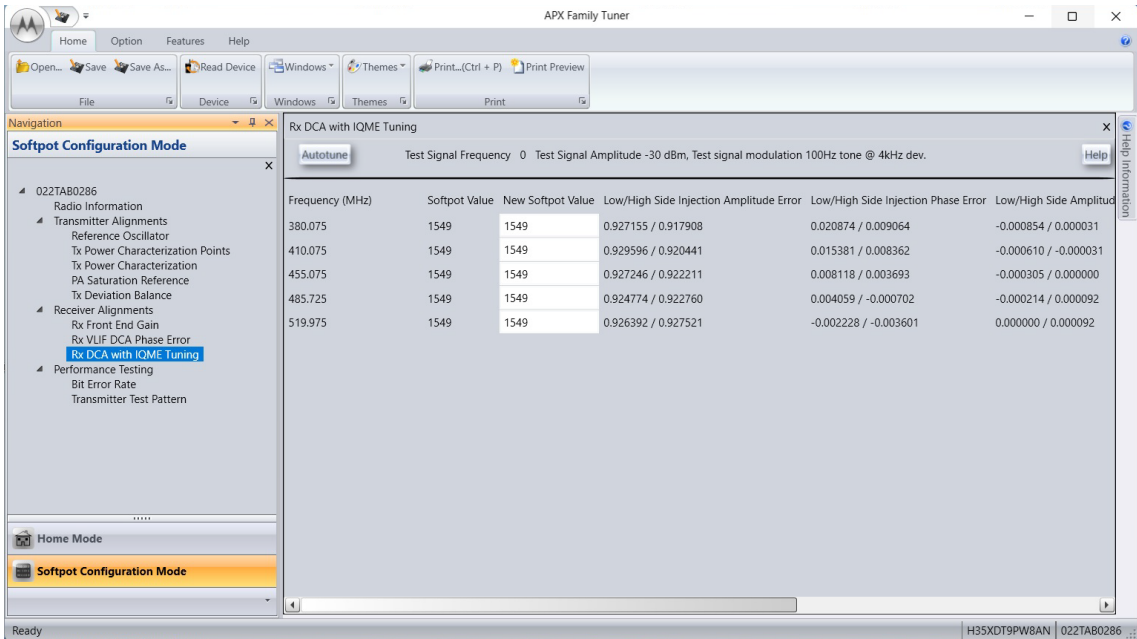 APX Family Tuner
Home Option Features Help
Open... Save Save As... Read Device Windows Themes Print...(Ctrl + P) Print Preview
File Device Windows Themes Print
Navigation
Softpot Configuration Mode
022TAB0286
Radio Information
Transmitter Alignments
Reference Oscillator
Tx Power Characterization Points
Tx Power Characterization
PA Saturation Reference
Tx Deviation Balance
Receiver Alignments
Rx Front End Gain
Rx VLIF DCA Phase Error
Rx DCA with IQME Tuning
Performance Testing
Bit Error Rate
Transmitter Test Pattern
Home Mode
Softpot Configuration Mode
Rx DCA with IQME Tuning
Autotune Test Signal Frequency 0 Test Signal Amplitude -30 dBm, Test signal modulation 100Hz tone @ 4kHz dev. Help
Frequency (MHz) Softpot Value New Softpot Value Low/High Side Injection Amplitude Error Low/High Side Injection Phase Error Low/High Side Amplitud
380.075 1549 1549 0.927155 / 0.917908 0.020874 / 0.009064 -0.000854 / 0.000031
410.075 1549 1549 0.929596 / 0.920441 0.015381 / 0.008362 -0.000610 / -0.000031
455.075 1549 1549 0.927246 / 0.922211 0.008118 / 0.003693 -0.000305 / 0.000000
485.725 1549 1549 0.924774 / 0.922760 0.004059 / -0.000702 -0.000214 / 0.000092
519.975 1549 1549 0.926392 / 0.927521 -0.002228 / -0.003601 0.000000 / 0.000092
Help Information
Ready H35XDT9PW8AN 022TAB0286